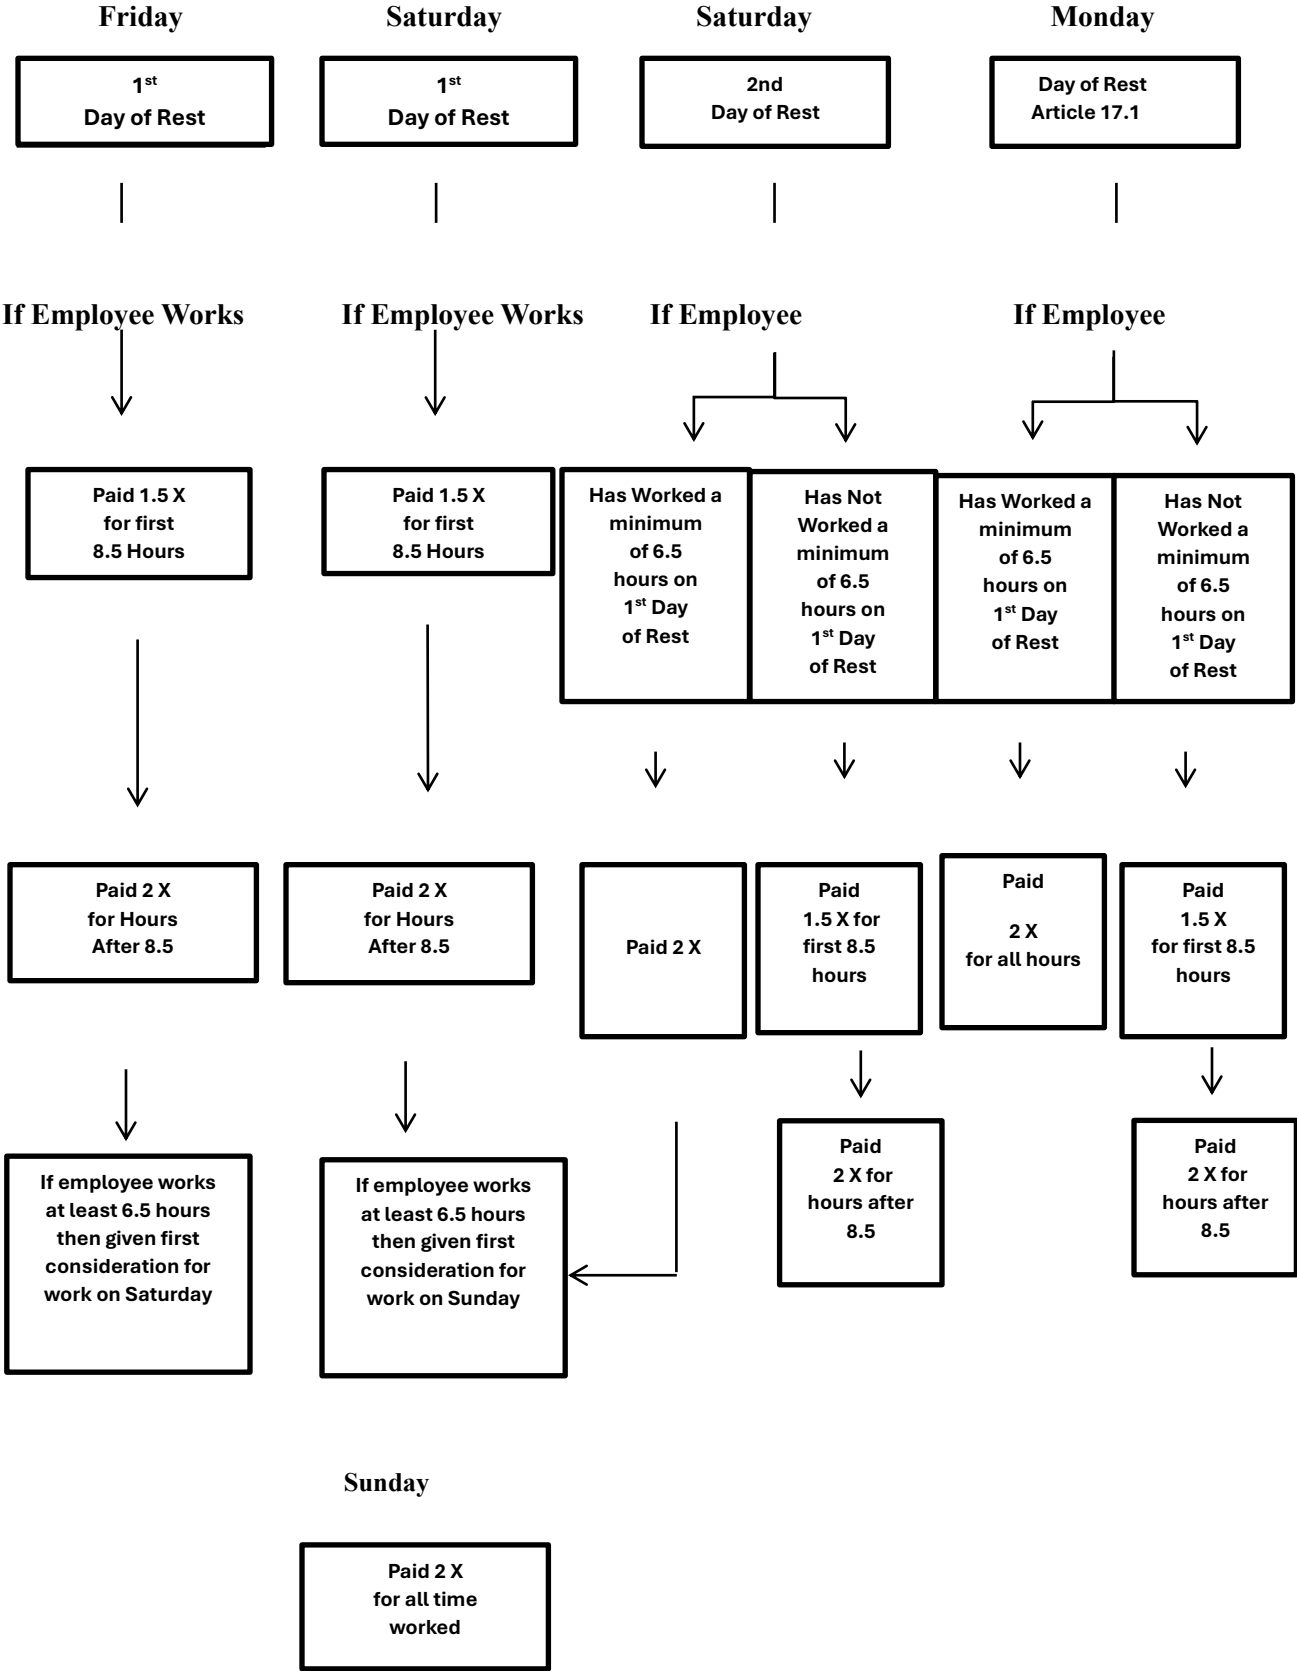 Friday
Saturday
Saturday
Monday
1st
Day of Rest
1st
Day of Rest
2nd
Day of Rest
Day of Rest
Article 17.1
If Employee Works
If Employee Works
If Employee
If Employee
Paid 1.5 X
for first
8.5 Hours
Paid 1.5 X
for first
8.5 Hours
Has Worked a
minimum
of 6.5
hours on
1st Day
of Rest
Has Not
Worked a
minimum
of 6.5
hours on
1st Day
of Rest
Has Worked a
minimum
of 6.5
hours on
1st Day
of Rest
Has Not
Worked a
minimum
of 6.5
hours on
1st Day
of Rest
Paid 2 X
for Hours
After 8.5
Paid 2 X
for Hours
After 8.5
Paid 2 X
Paid
1.5 X for
first 8.5
hours
Paid
2 X
for all hours
Paid
1.5 X
for first 8.5
hours
If employee works
at least 6.5 hours
then given first
consideration for
work on Saturday
If employee works
at least 6.5 hours
then given first
consideration for
work on Sunday
Paid
2 X for
hours after
8.5
Paid
2 X for
hours after
8.5
Sunday
Paid 2 X
for all time
worked